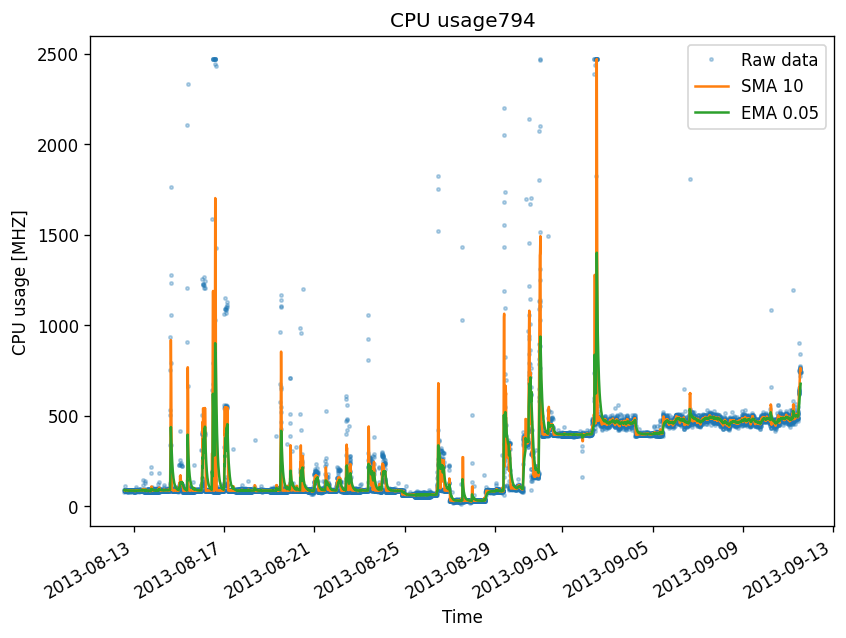 CPU usage794
2500
2000
1500
1000
500
0
CPU usage [MHZ]
Raw data
SMA 10
EMA 0.05
2013-08-13
2013-08-17
2013-08-21
2013-08-25
2013-08-29
2013-09-01
2013-09-05
2013-09-09
2013-09-13
Time